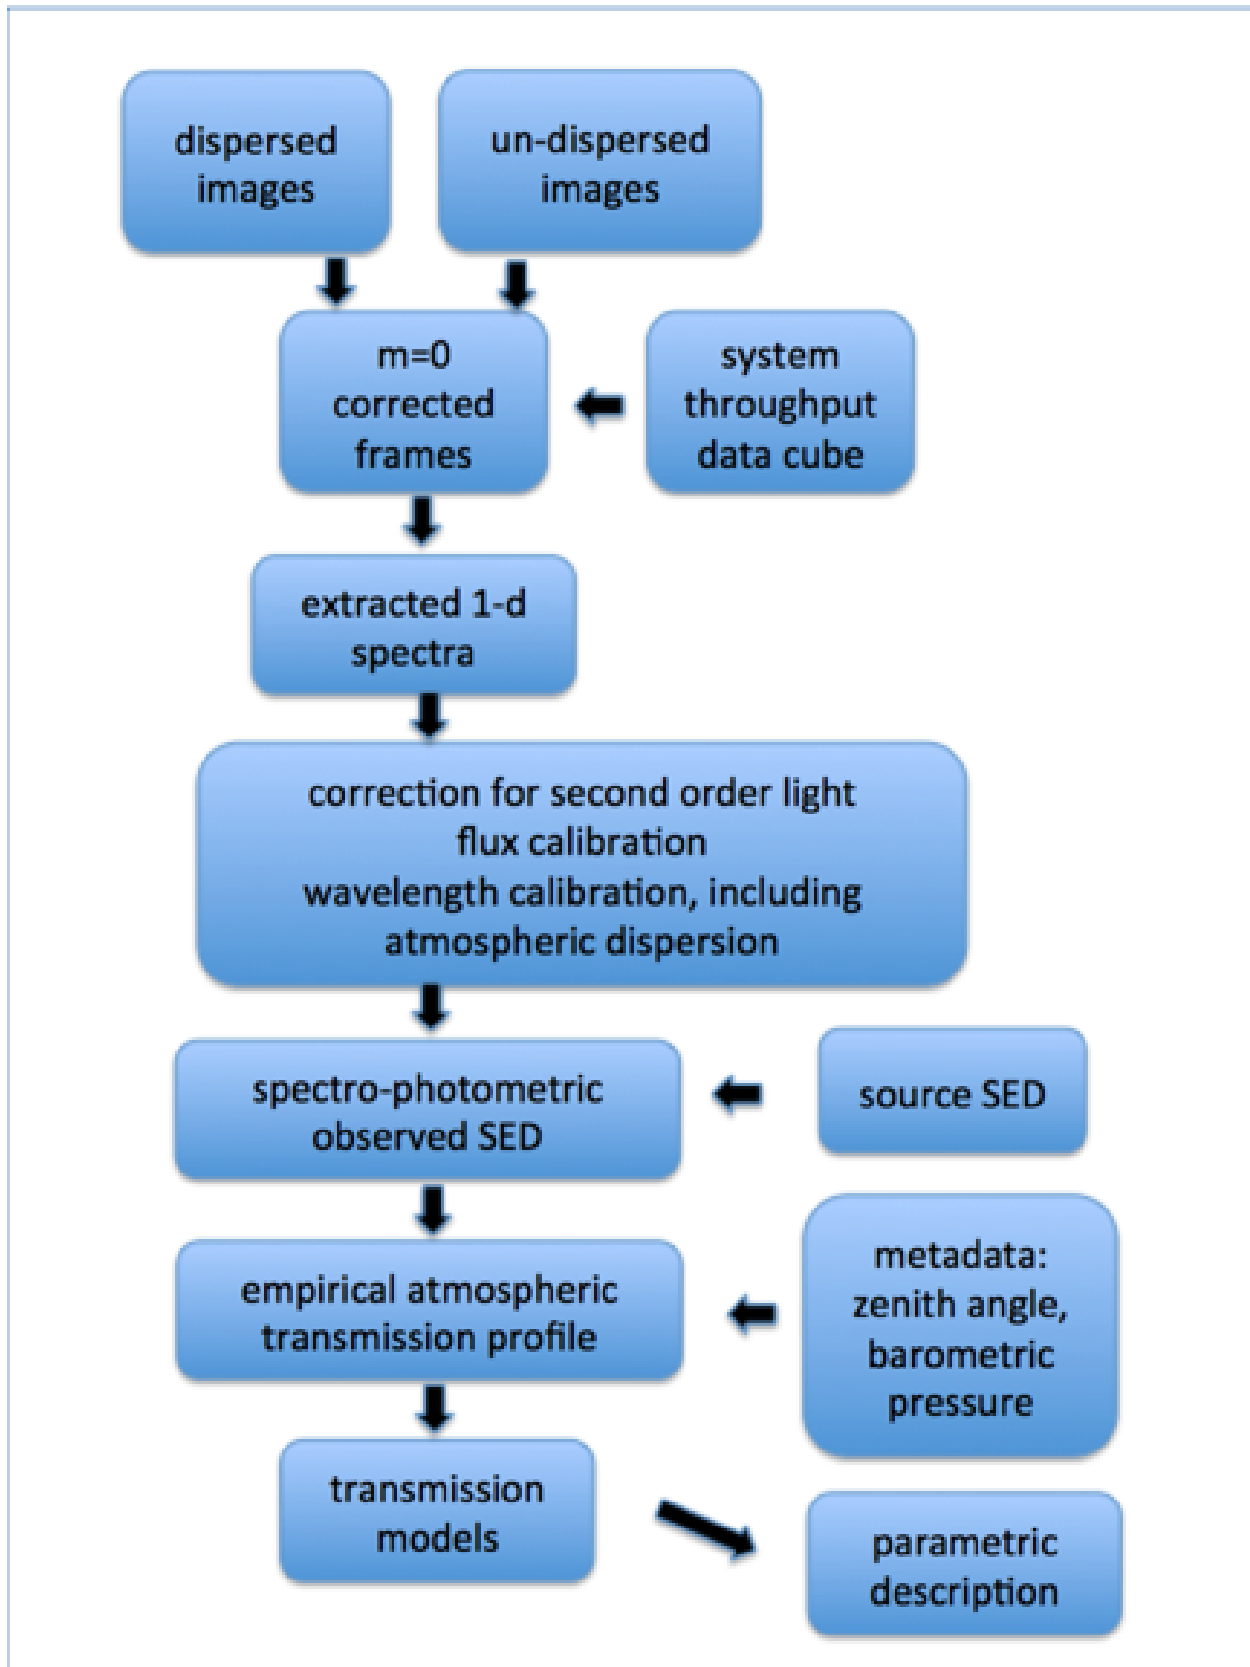 dispersed
images
un-dispersed
images
m=0
corrected
frames
system
throughput
data cube
extracted 1-d
spectra
correction for second order light
flux calibration
wavelength calibration, including
atmospheric dispersion
spectro-photometric
observed SED
source SED
empirical atmospheric
transmission profile
metadata:
zenith angle,
barometric
pressure
transmission
models
parametric
description